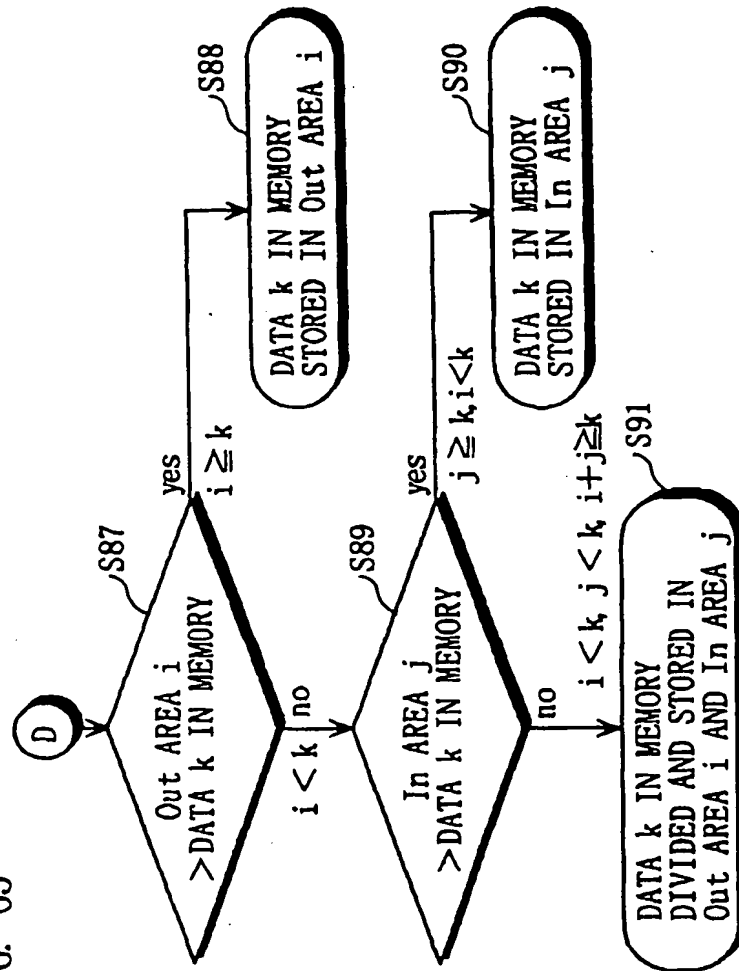 D
S87
Out AREA i
>DATA k IN MEMORY
yes
i ≧ k
S88
DATA k IN MEMORY
STORED IN Out AREA i
no
i < k
S89
In AREA j
>DATA k IN MEMORY
yes
j ≧ k, i<k
S90
DATA k IN MEMORY
STORED IN In AREA j
no
i < k, j < k, i+j≧k
S91
DATA k IN MEMORY
DIVIDED AND STORED IN
Out AREA i AND In AREA j